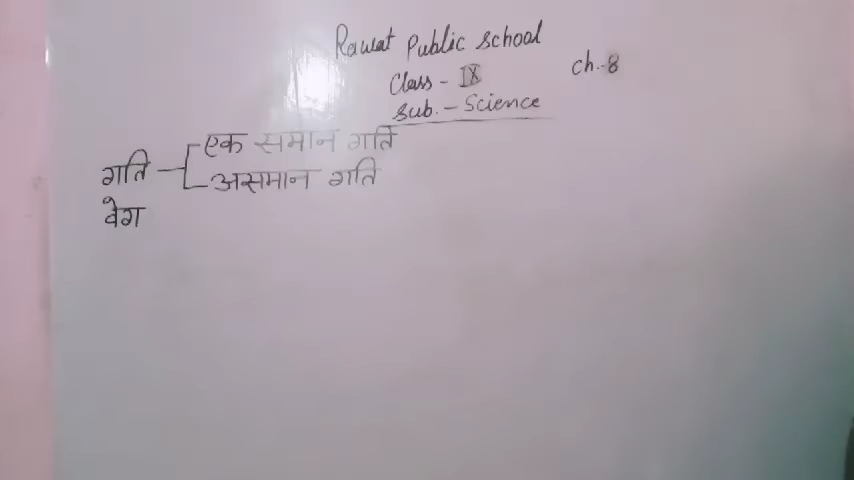 Rawat Public School
Class - IX
Ch.-8
Sub. - Science
गति
एक समान गति
असमान गति
वेग